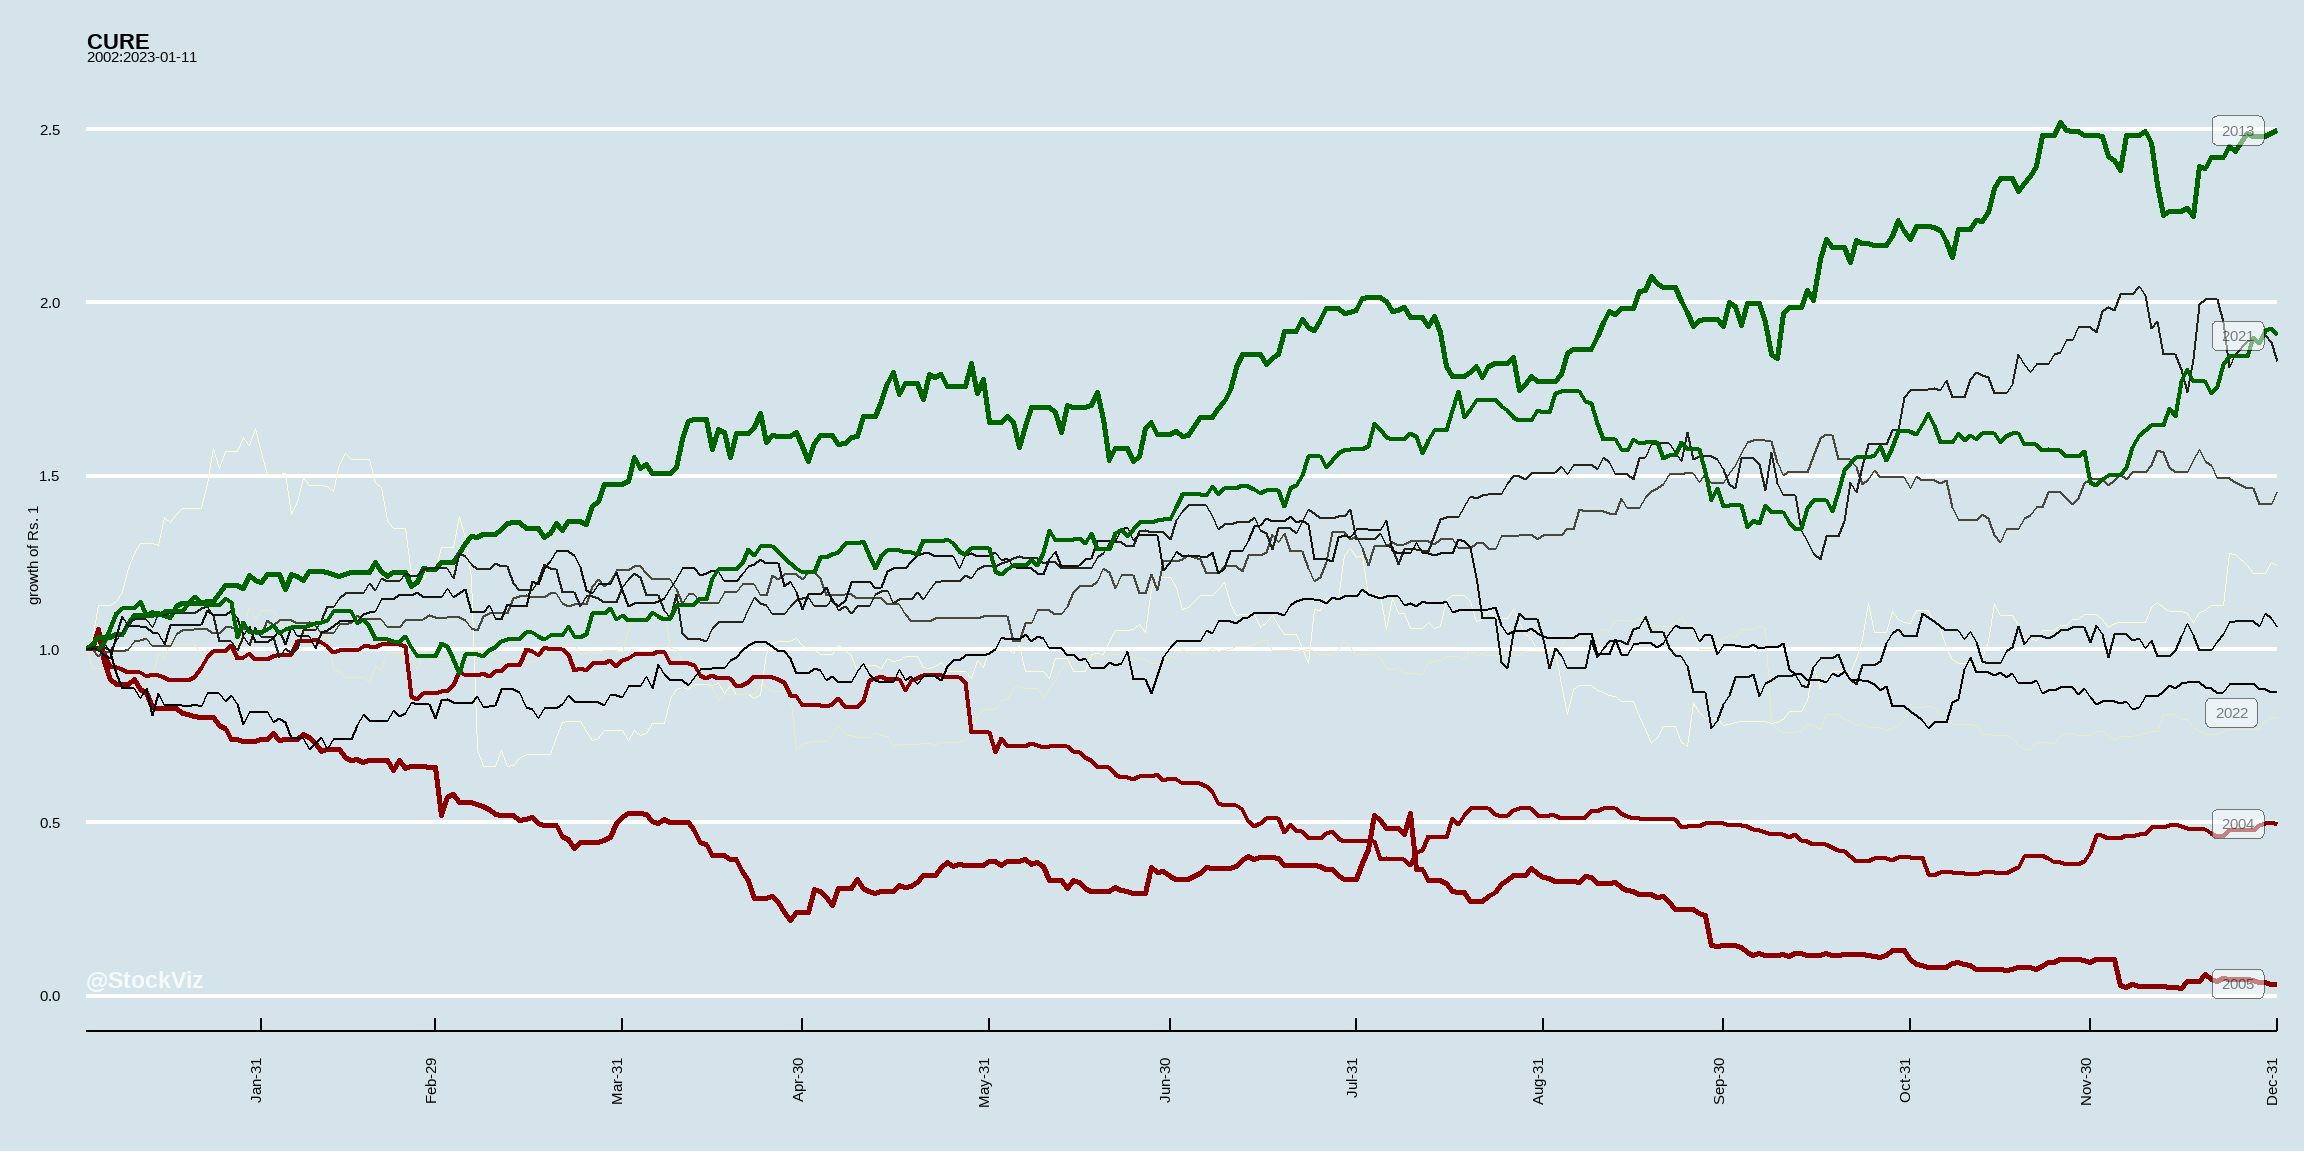 CURE
2002:2023-01-11
growth of Rs. 1
2.5
2.0
1.5
1.0
0.5
0.0
2013
2021
2022
2004
2005
@StockViz
Jan-31
Feb-29
Mar-31
Apr-30
May-31
Jun-30
Jul-31
Aug-31
Sep-30
Oct-31
Nov-30
Dec-31